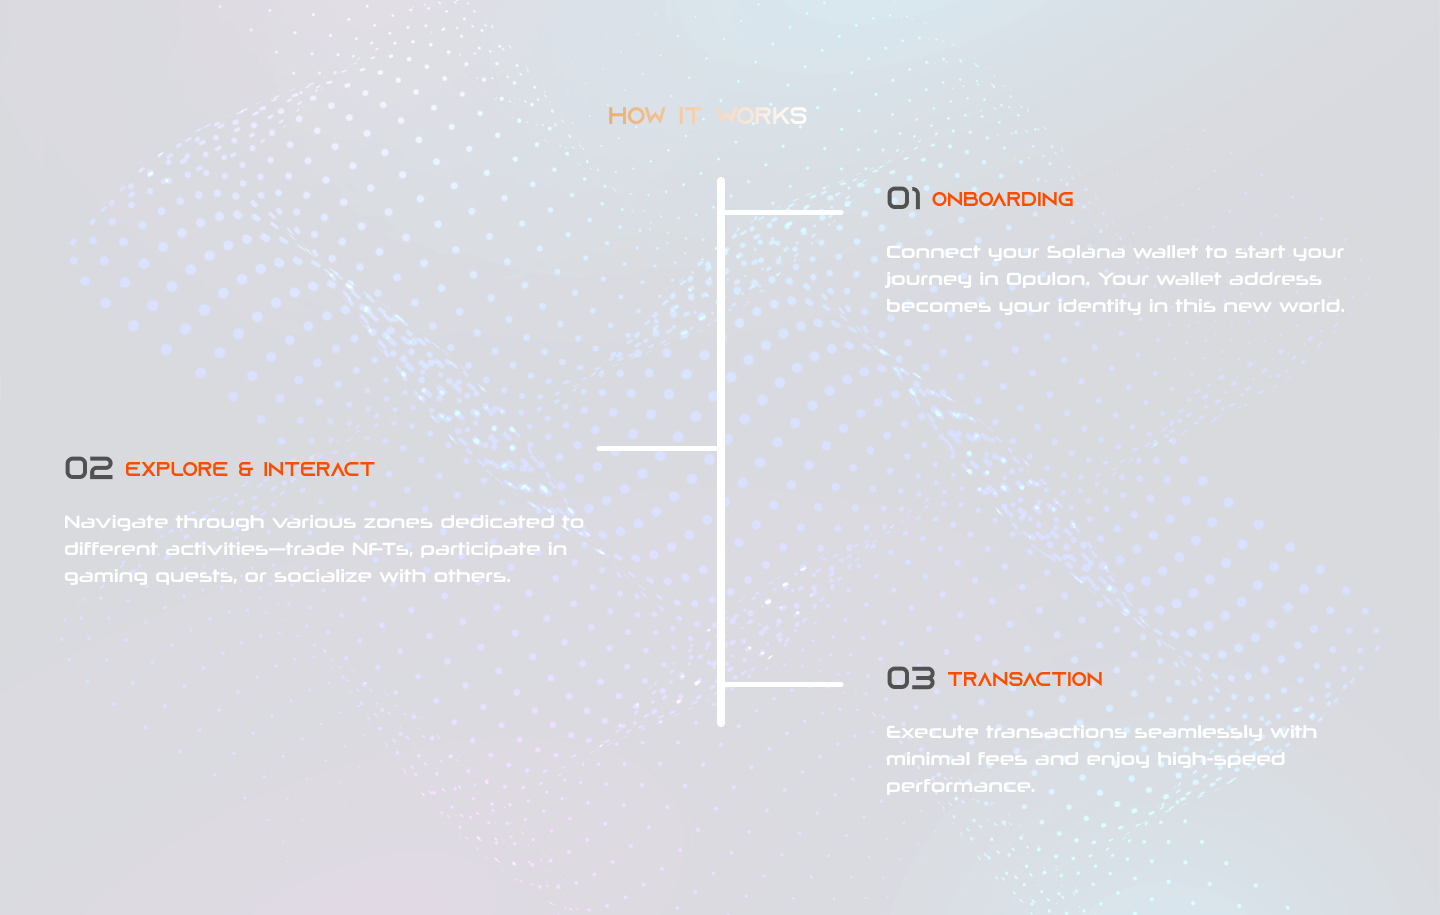 HOW IT WORKS
01 ONBOARDING
Connect your Solana wallet to start your
journey in Opulon. Your wallet address
becomes your identity in this new world.
02 EXPLORE & INTERACT
Navigate through various zones dedicated to
different activities—trade NFTs, participate in
gaming quests, or socialize with others.
03 TRANSACTION
Execute transactions seamlessly with
minimal fees and enjoy high-speed
performance.